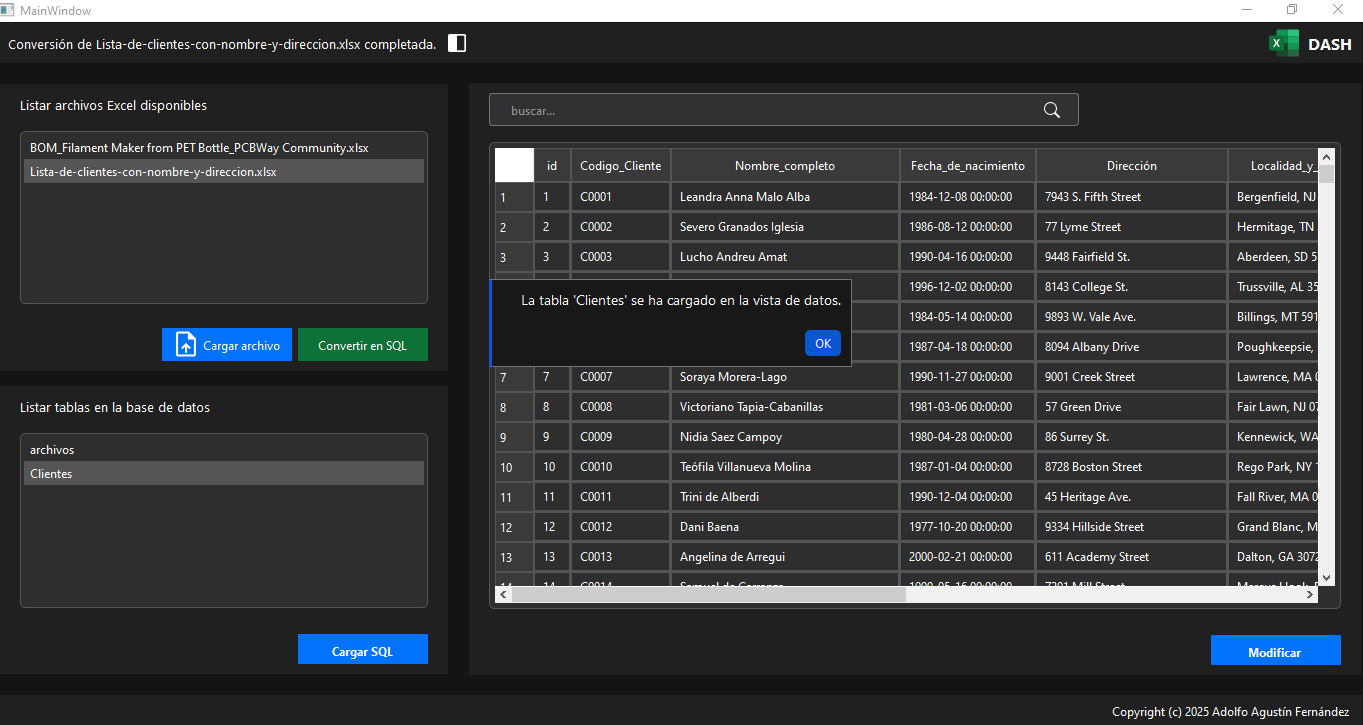 MainWindow
Conversión de Lista-de-clientes-con-nombre-y-direccion.xlsx completada.
X DASH
Listar archivos Excel disponibles
BOM_Filament Maker from PET Bottle_PCBWay Community.xlsx
Lista-de-clientes-con-nombre-y-direccion.xlsx
Cargar archivo Convertir en SQL
Listar tablas en la base de datos
archivos
Clientes
Cargar SQL
buscar...
id Codigo_Cliente Nombre_completo Fecha_de_nacimiento Dirección Localidad_y_
1 1 C0001 Leandra Anna Malo Alba 1984-12-08 00:00:00 7943 S. Fifth Street Bergenfield, NJ
2 2 C0002 Severo Granados Iglesia 1986-08-12 00:00:00 77 Lyme Street Hermitage, TN
3 3 C0003 Lucho Andreu Amat 1990-04-16 00:00:00 9448 Fairfield St. Aberdeen, SD
1996-12-02 00:00:00 8143 College St. Trussville, AL 35
1984-05-14 00:00:00 9893 W. Vale Ave. Billings, MT 591
1987-04-18 00:00:00 8094 Albany Drive Poughkeepsie,
La tabla 'Clientes' se ha cargado en la vista de datos.
OK
7 7 C0007 Soraya Morera-Lago 1990-11-27 00:00:00 9001 Creek Street Lawrence, MA
8 8 C0008 Victoriano Tapia-Cabanillas 1981-03-06 00:00:00 57 Green Drive Fair Lawn, NJ
9 9 C0009 Nidia Saez Campoy 1980-04-28 00:00:00 86 Surrey St. Kennewick, WA
10 10 C0010 Teófila Villanueva Molina 1987-01-04 00:00:00 8728 Boston Street Rego Park, NY
11 11 C0011 Trini de Alberdi 1990-12-04 00:00:00 45 Heritage Ave. Fall River, MA
12 12 C0012 Dani Baena 1977-10-20 00:00:00 9334 Hillside Street Grand Blanc,
13 13 C0013 Angelina de Arregui 2000-02-21 00:00:00 611 Academy Street Dalton, GA 3072
Modificar
Copyright (c) 2025 Adolfo Agustín Fernández